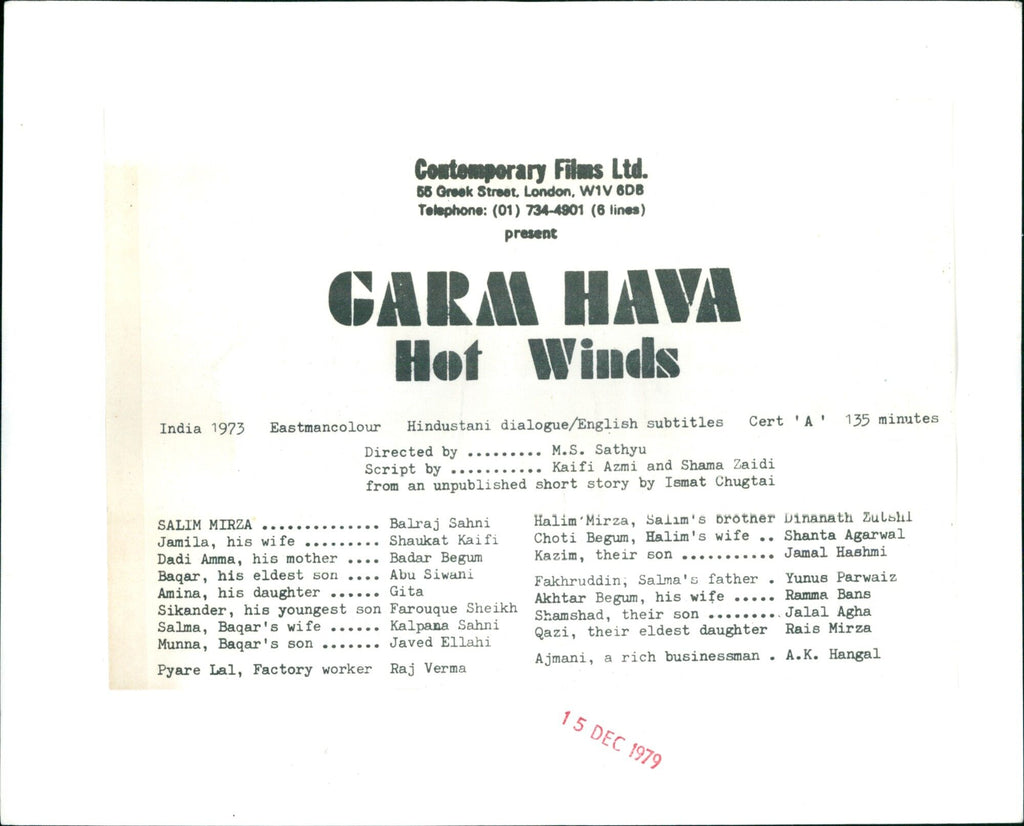 Contemporary Films Ltd.
55 Greek Street, London, W1V 6DB
Telephone: (01) 734-4901 (6 lines)
present
GARM HAVA
Hot Winds
India 1973 Eastmancolour Hindustani dialogue/English subtitles Cert 'A' 135 minutes
Directed by ......... M.S. Sathyu
Script by ........... Kaifi Azmi and Shama Zaidi
from an unpublished short story by Ismat Chugtai
SALIM MIRZA .............. Balraj Sahni
Jamila, his wife ......... Shaukat Kaifi
Dadi Amma, his mother .... Badar Begum
Baqar, his eldest son .... Abu Siwani
Amina, his daughter ...... Gita
Sikander, his youngest son Farouque Sheikh
Salma, Baqar's wife ...... Kalpana Sahni
Munna, Baqar's son ....... Javed Ellahi
Pyare Lal, Factory worker Raj Verma
Halim Mirza, Salim's brother Dinanath Zutshi
Choti Begum, Halim's wife .. Shanta Agarwal
Kazim, their son ........... Jamal Hashmi
Fakhruddin, Salma's father . Yunus Parwaiz
Akhtar Begum, his wife ..... Ramma Bans
Shamshad, their son ......... Jalal Agha
Qazi, their eldest daughter Rais Mirza
Ajmani, a rich businessman . A.K. Hangal
15 DEC 1979